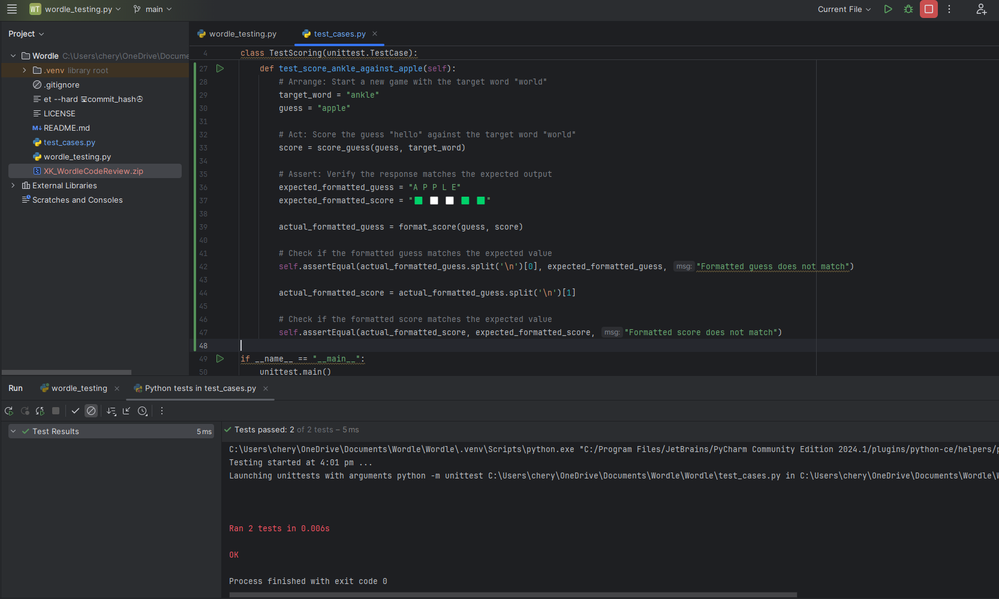 WT wordle_testing.py main Current File
Project
wordle_testing.py test_cases.py
Wordle C:\Users\chery\OneDrive\Docume
.venv library root
.gitignore
et --hard commit_hash
LICENSE
M↓ README.md
test_cases.py
wordle_testing.py
XK_WordleCodeReview.zip
External Libraries
Scratches and Consoles
4 class TestScoring(unittest.TestCase):
27 def test_score_ankle_against_apple(self):
28 # Arrange: Start a new game with the target word "world"
29 target_word = "ankle"
30 guess = "apple"
31
32 # Act: Score the guess "hello" against the target word "world"
33 score = score_guess(guess, target_word)
34
35 # Assert: Verify the response matches the expected output
36 expected_formatted_guess = "A P P L E"
37 expected_formatted_score = "🟩 ⬜ ⬜ 🟩 🟩"
38
39 actual_formatted_guess = format_score(guess, score)
40
41 # Check if the formatted guess matches the expected value
42 self.assertEqual(actual_formatted_guess.split('\n')[0], expected_formatted_guess, msg: "Formatted guess does not match")
43
44 actual_formatted_score = actual_formatted_guess.split('\n')[1]
45
46 # Check if the formatted score matches the expected value
47 self.assertEqual(actual_formatted_score, expected_formatted_score, msg: "Formatted score does not match")
48
49 if __name__ == "__main__":
50 unittest.main()
Run wordle_testing Python tests in test_cases.py
Test Results 5 ms
Tests passed: 2 of 2 tests – 5 ms
C:\Users\chery\OneDrive\Documents\Wordle\Wordle\.venv\Scripts\python.exe "C:/Program Files/JetBrains/PyCharm Community Edition 2024.1/plugins/python-ce/helpers/p
Testing started at 4:01 pm ...
Launching unittests with arguments python -m unittest C:\Users\chery\OneDrive\Documents\Wordle\Wordle\test_cases.py in C:\Users\chery\OneDrive\Documents\Wordle\W
Ran 2 tests in 0.006s
OK
Process finished with exit code 0